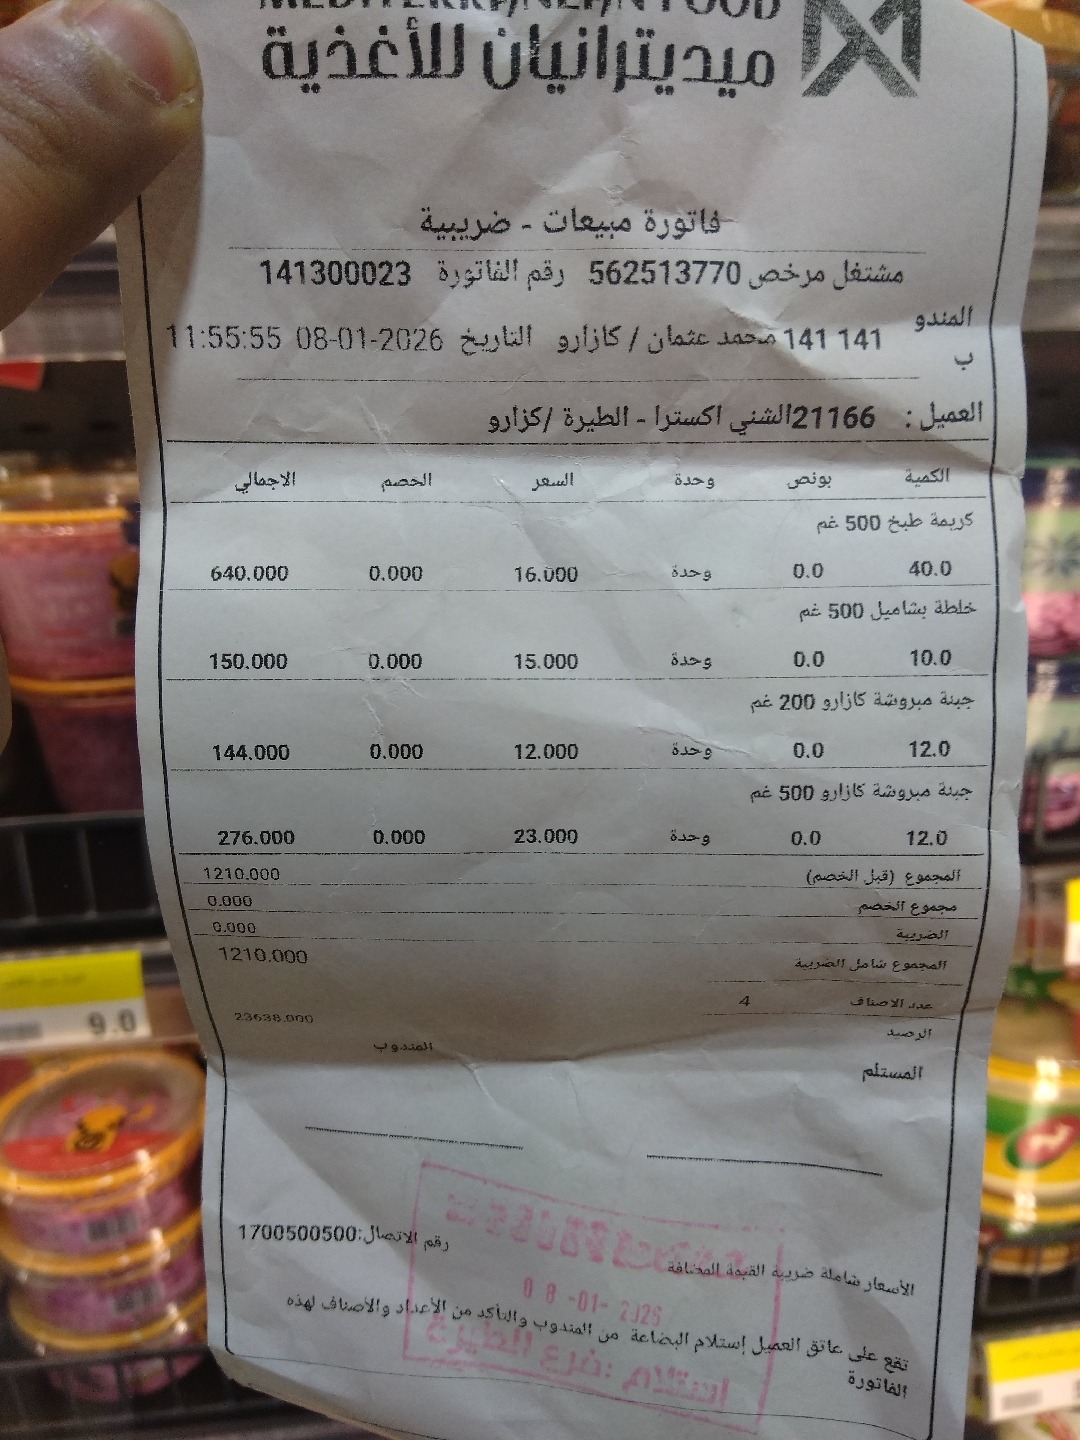 MEDITERRANEAN FOOD
ميديترانيان للأغذية
فاتورة مبيعات - ضريبية
مشتغل مرخص 562513770 رقم الفاتورة 141300023
المندوب 141 141 محمد عثمان / كازارو التاريخ 08-01-2026 11:55:55
العميل : 21166الشني اكسترا - الطيرة /كزارو
الكمية بونص وحدة السعر الخصم الاجمالي
كريمة طبخ 500 غم
40.0 0.0 وحدة 16.000 0.000 640.000
خلطة بشاميل 500 غم
10.0 0.0 وحدة 15.000 0.000 150.000
جبنة مبروشة كازارو 200 غم
12.0 0.0 وحدة 12.000 0.000 144.000
جبنة مبروشة كازارو 500 غم
12.0 0.0 وحدة 23.000 0.000 276.000
المجموع (قبل الخصم) 1210.000
مجموع الخصم 0.000
الضريبة 0.000
المجموع شامل الضريبة 1210.000
عدد الاصناف 4
الرصيد 23638.000
المستلم المندوب
رقم الاتصال:1700500500
الأسعار شاملة ضريبة القيمة المضافة
08-01-2026
تقع على عاتق العميل إستلام البضاعة من المندوب والتأكد من الأعداد والأصناف لهذه
الفاتورة
استلام: فرع الطيرة
9.0